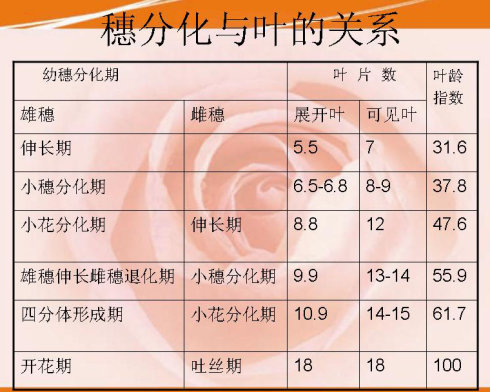 穗分化与叶的关系
幼穗分化期 叶 片 数 叶龄指数
雄穗 雌穗 展开叶 可见叶
伸长期 5.5 7 31.6
小穗分化期 6.5-6.8 8-9 37.8
小花分化期 伸长期 8.8 12 47.6
雄穗伸长雌穗退化期 小穗分化期 9.9 13-14 55.9
四分体形成期 小花分化期 10.9 14-15 61.7
开花期 吐丝期 18 18 100